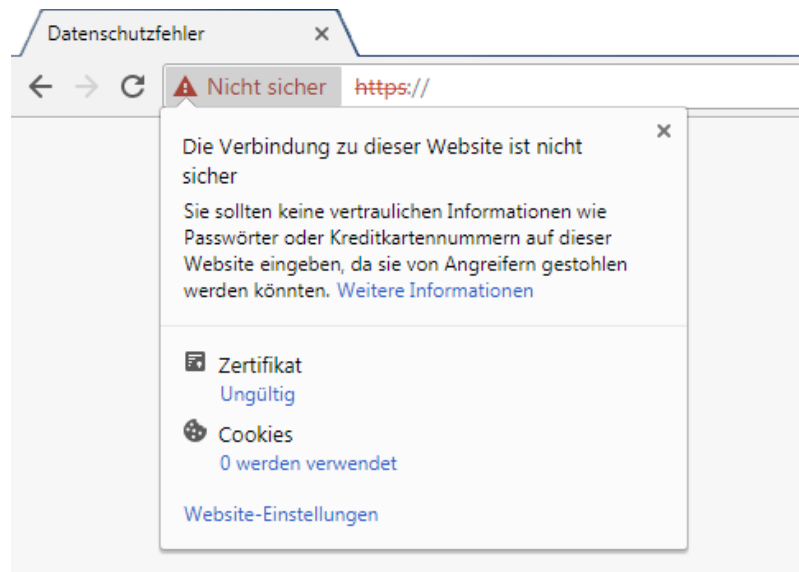 Datenschutzfehler
Nicht sicher https://
Die Verbindung zu dieser Website ist nicht
sicher
Sie sollten keine vertraulichen Informationen wie
Passwörter oder Kreditkartennummern auf dieser
Website eingeben, da sie von Angreifern gestohlen
werden könnten. Weitere Informationen
Zertifikat
Ungültig
Cookies
0 werden verwendet
Website-Einstellungen